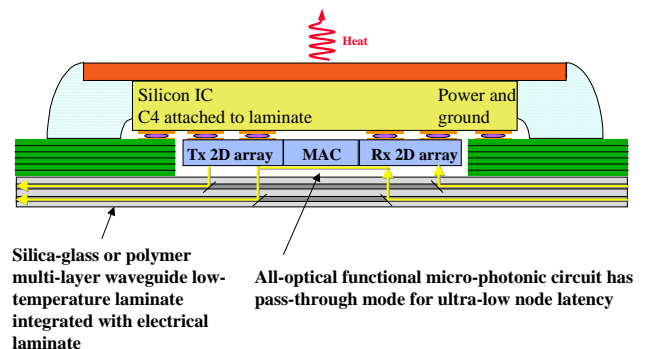 Heat
Silicon IC
C4 attached to laminate
Power and
ground
Tx 2D array
MAC
Rx 2D array
Silica-glass or polymer
multi-layer waveguide low-
temperature laminate
integrated with electrical
laminate
All-optical functional micro-photonic circuit has
pass-through mode for ultra-low node latency